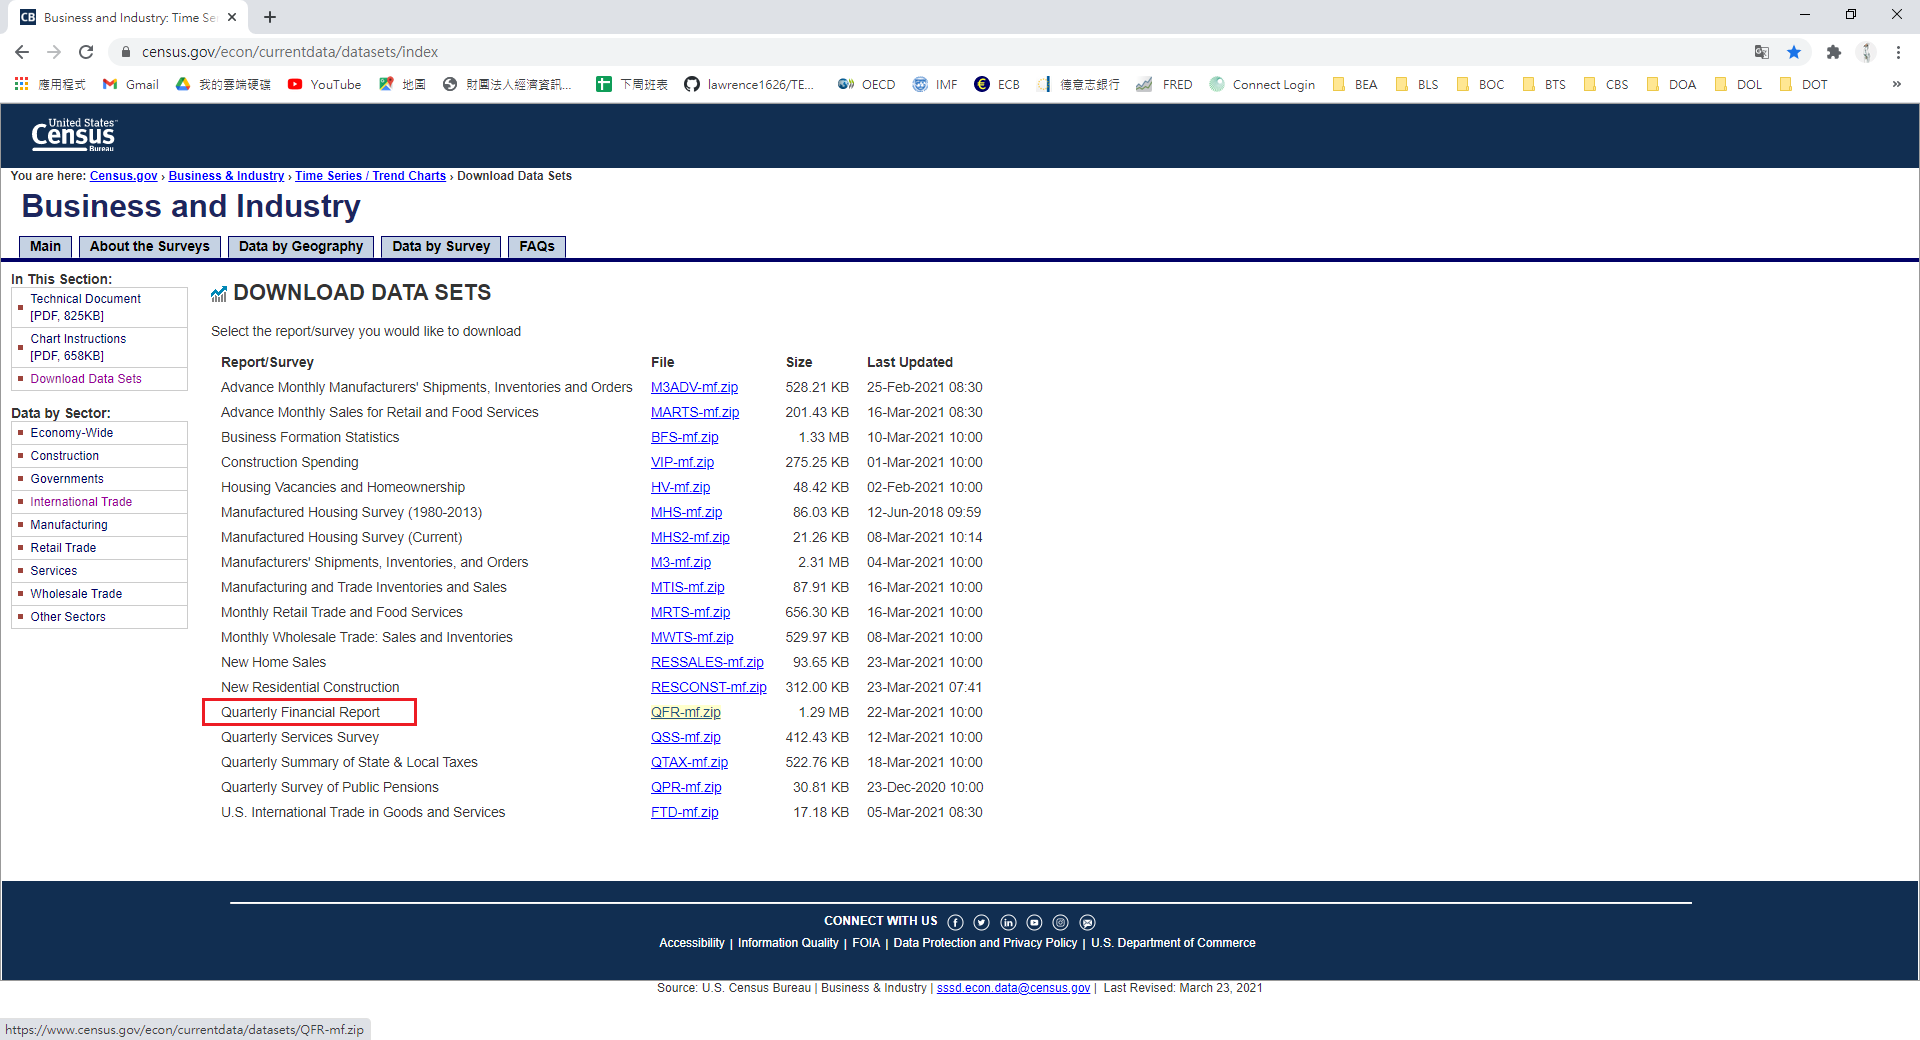 Business and Industry: Time Se
census.gov/econ/currentdata/datasets/index
應用程式 Gmail 我的雲端硬碟 YouTube 地圖 財團法人經濟資訊... 下周班表 lawrence1626/TE... OECD IMF ECB 德意志銀行 FRED Connect Login BEA BLS BOC BTS CBS DOA DOL DOT »
United States™
Census
Bureau
You are here: Census.gov › Business & Industry › Time Series / Trend Charts › Download Data Sets
Business and Industry
Main About the Surveys Data by Geography Data by Survey FAQs
In This Section:
Technical Document
[PDF, 825KB]
Chart Instructions
[PDF, 658KB]
Download Data Sets
Data by Sector:
Economy-Wide
Construction
Governments
International Trade
Manufacturing
Retail Trade
Services
Wholesale Trade
Other Sectors
DOWNLOAD DATA SETS
Select the report/survey you would like to download
Report/Survey File Size Last Updated
Advance Monthly Manufacturers' Shipments, Inventories and Orders M3ADV-mf.zip 528.21 KB 25-Feb-2021 08:30
Advance Monthly Sales for Retail and Food Services MARTS-mf.zip 201.43 KB 16-Mar-2021 08:30
Business Formation Statistics BFS-mf.zip 1.33 MB 10-Mar-2021 10:00
Construction Spending VIP-mf.zip 275.25 KB 01-Mar-2021 10:00
Housing Vacancies and Homeownership HV-mf.zip 48.42 KB 02-Feb-2021 10:00
Manufactured Housing Survey (1980-2013) MHS-mf.zip 86.03 KB 12-Jun-2018 09:59
Manufactured Housing Survey (Current) MHS2-mf.zip 21.26 KB 08-Mar-2021 10:14
Manufacturers' Shipments, Inventories, and Orders M3-mf.zip 2.31 MB 04-Mar-2021 10:00
Manufacturing and Trade Inventories and Sales MTIS-mf.zip 87.91 KB 16-Mar-2021 10:00
Monthly Retail Trade and Food Services MRTS-mf.zip 656.30 KB 16-Mar-2021 10:00
Monthly Wholesale Trade: Sales and Inventories MWTS-mf.zip 529.97 KB 08-Mar-2021 10:00
New Home Sales RESSALES-mf.zip 93.65 KB 23-Mar-2021 10:00
New Residential Construction RESCONST-mf.zip 312.00 KB 23-Mar-2021 07:41
Quarterly Financial Report QFR-mf.zip 1.29 MB 22-Mar-2021 10:00
Quarterly Services Survey QSS-mf.zip 412.43 KB 12-Mar-2021 10:00
Quarterly Summary of State & Local Taxes QTAX-mf.zip 522.76 KB 18-Mar-2021 10:00
Quarterly Survey of Public Pensions QPR-mf.zip 30.81 KB 23-Dec-2020 10:00
U.S. International Trade in Goods and Services FTD-mf.zip 17.18 KB 05-Mar-2021 08:30
CONNECT WITH US
Accessibility | Information Quality | FOIA | Data Protection and Privacy Policy | U.S. Department of Commerce
Source: U.S. Census Bureau | Business & Industry | sssd.econ.data@census.gov | Last Revised: March 23, 2021
https://www.census.gov/econ/currentdata/datasets/QFR-mf.zip